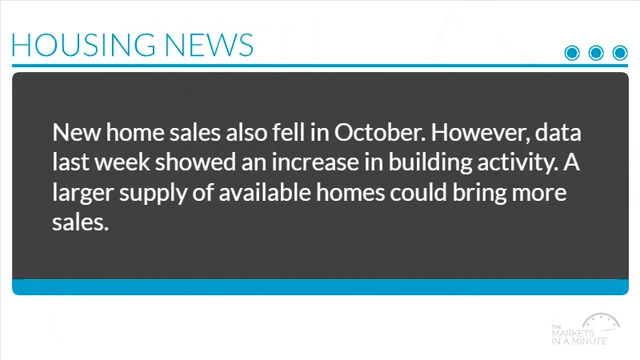 HOUSING NEWS
New home sales also fell in October. However, data
last week showed an increase in building activity. A
larger supply of available homes could bring more
sales.
THE
MARKETS
IN A MINUTE